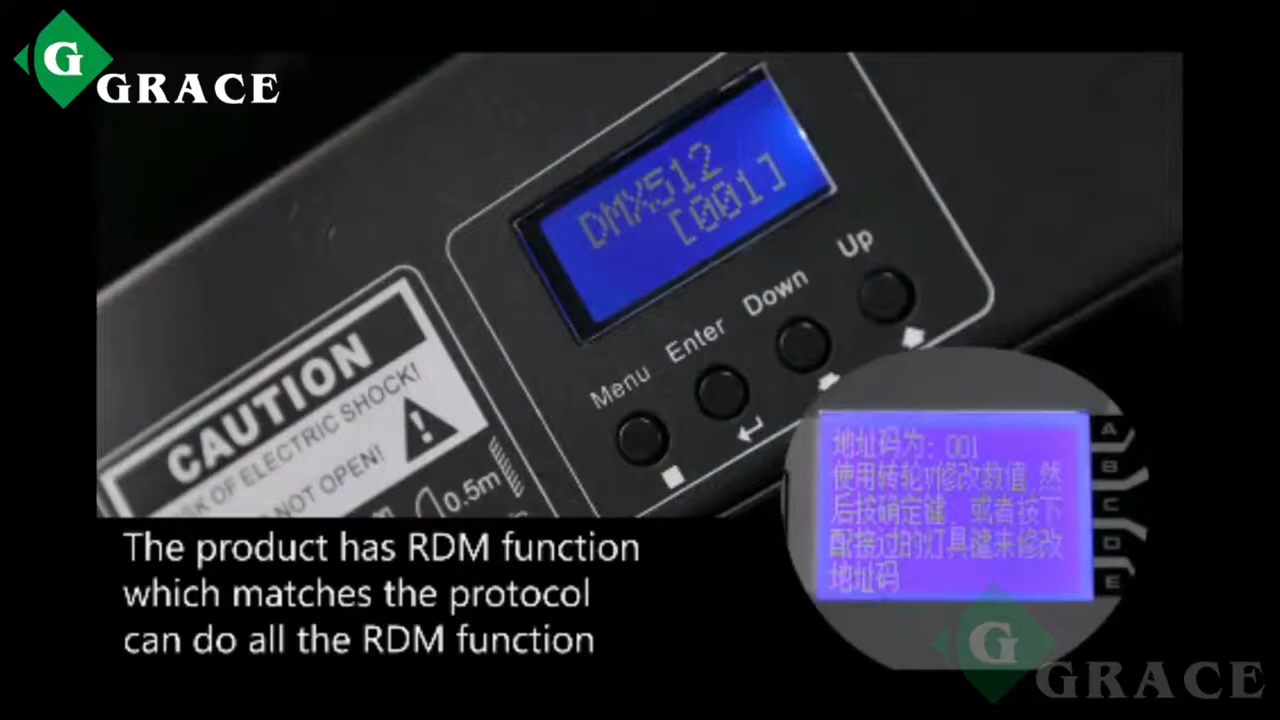 G
GRACE
DMX512
[001]
Menu
Enter
Down
Up
CAUTION
OF ELECTRIC SHOCK!
NOT OPEN!
0.5m
地址码为: 001
使用转轮V修改数值,然
后按确定键，或者按下
配接过的灯具键来修改
地址码
A
B
C
D
E
The product has RDM function
which matches the protocol
can do all the RDM function
G
GRACE